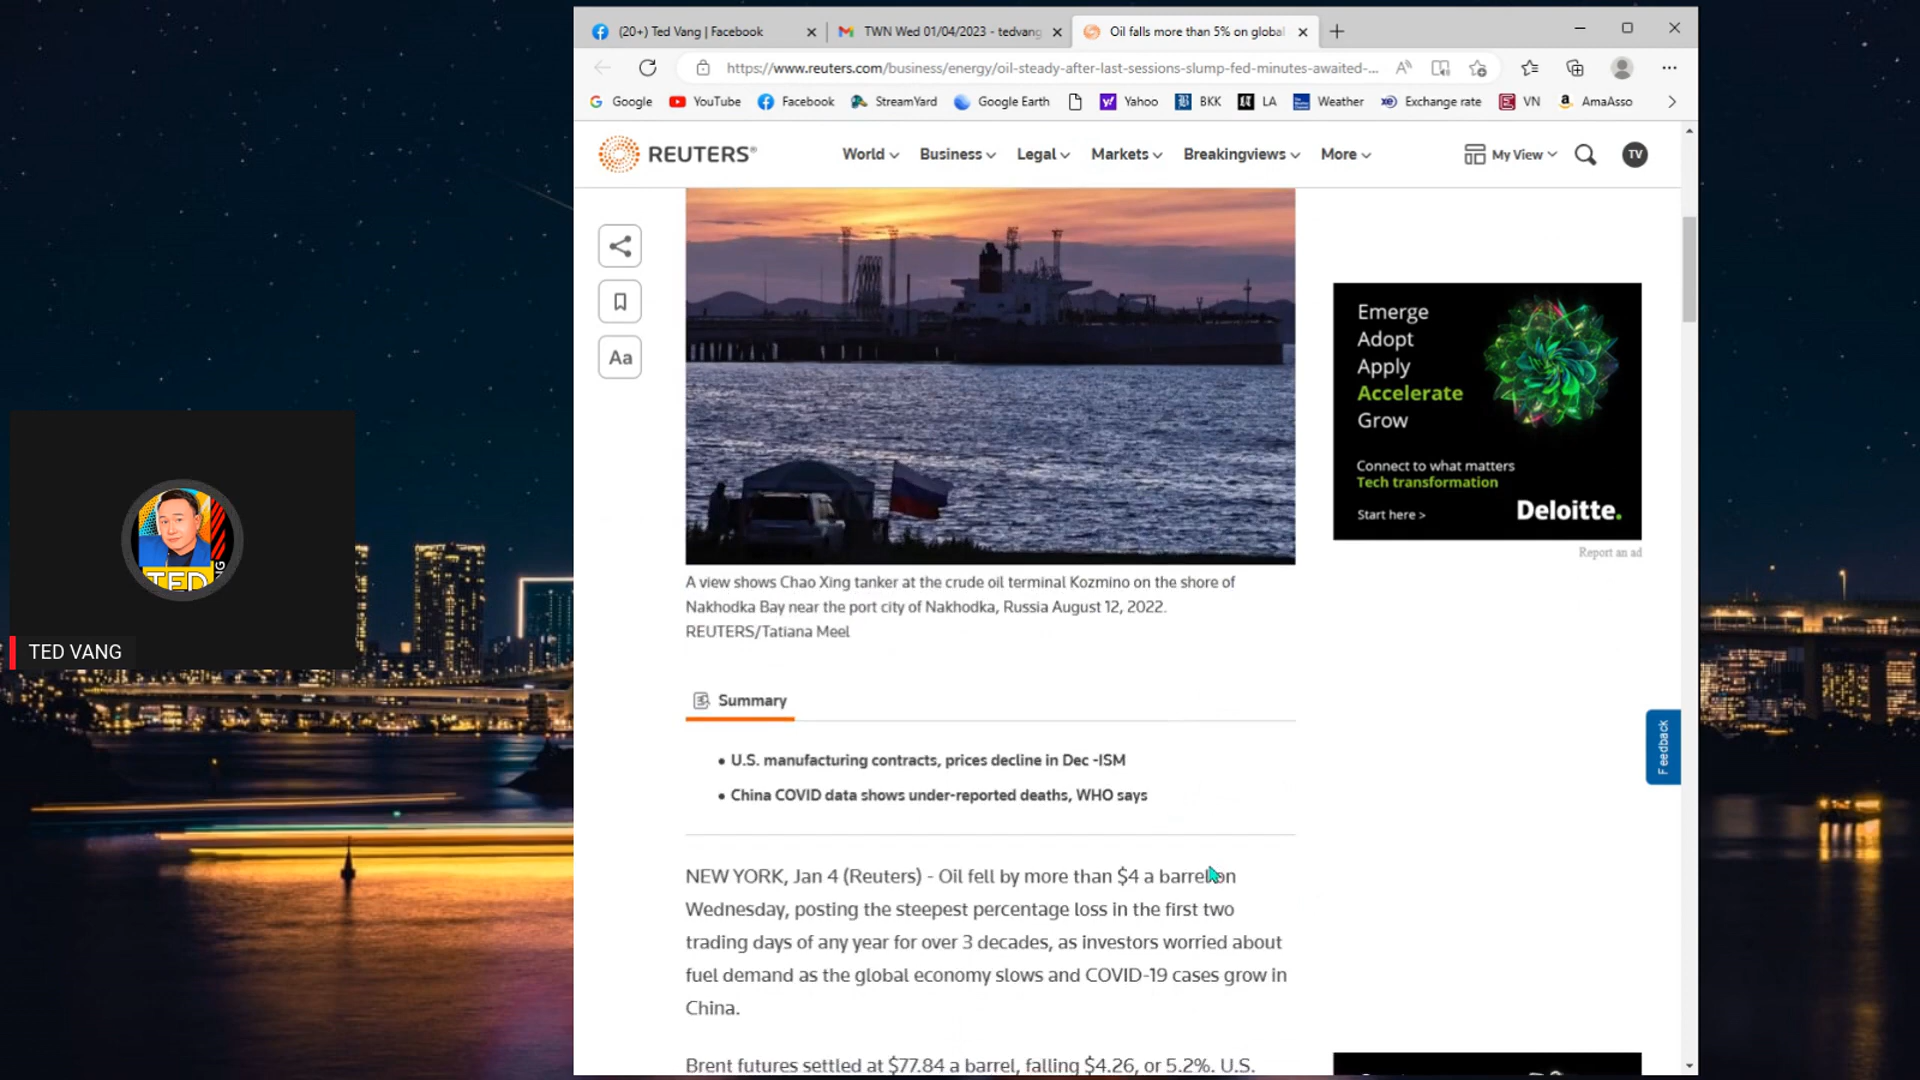 (20+) Ted Vang | Facebook
TWN Wed 01/04/2023 - tedvang
Oil falls more than 5% on global
https://www.reuters.com/business/energy/oil-steady-after-last-sessions-slump-fed-minutes-awaited-...
Google
YouTube
Facebook
StreamYard
Google Earth
Yahoo
BKK
LA
Weather
Exchange rate
VN
AmaAsso
REUTERS®
World
Business
Legal
Markets
Breakingviews
More
My View
TV
Aa
Emerge
Adopt
Apply
Accelerate
Grow
Connect to what matters
Tech transformation
Start here >
Deloitte.
Report an ad
TED
TED VANG
A view shows Chao Xing tanker at the crude oil terminal Kozmino on the shore of
Nakhodka Bay near the port city of Nakhodka, Russia August 12, 2022.
REUTERS/Tatiana Meel
Summary
• U.S. manufacturing contracts, prices decline in Dec -ISM
• China COVID data shows under-reported deaths, WHO says
Feedback
NEW YORK, Jan 4 (Reuters) - Oil fell by more than $4 a barrel on
Wednesday, posting the steepest percentage loss in the first two
trading days of any year for over 3 decades, as investors worried about
fuel demand as the global economy slows and COVID-19 cases grow in
China.
Brent futures settled at $77.84 a barrel, falling $4.26, or 5.2%. U.S.